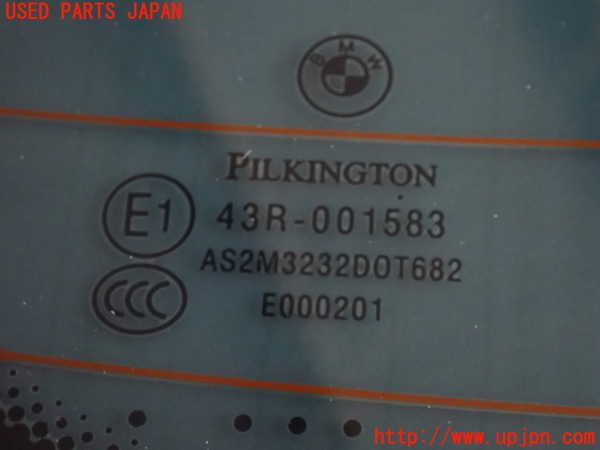 USED PARTS JAPAN
BMW
PILKINGTON
E1
43R-001583
AS2M3232DOT682
CCC
E000201
http://www.upjpn.com